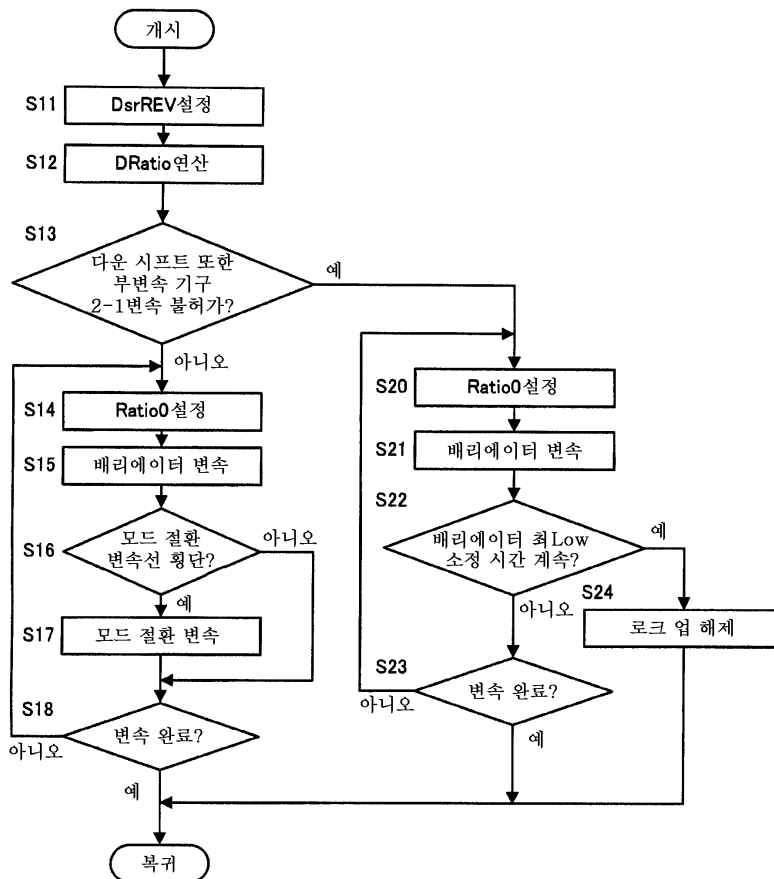 개시
S11
DsrREV설정
S12
DRatio연산
S13
다운 시프트 또한
부변속 기구
2-1변속 불허가?
예
아니오
S14
Ratio0설정
S15
배리에이터 변속
S16
모드 절환
변속선 횡단?
아니오
예
S17
모드 절환 변속
S18
변속 완료?
아니오
예
S20
Ratio0설정
S21
배리에이터 변속
S22
배리에이터 최Low
소정 시간 계속?
예
아니오
S24
로크 업 해제
S23
변속 완료?
아니오
예
복귀